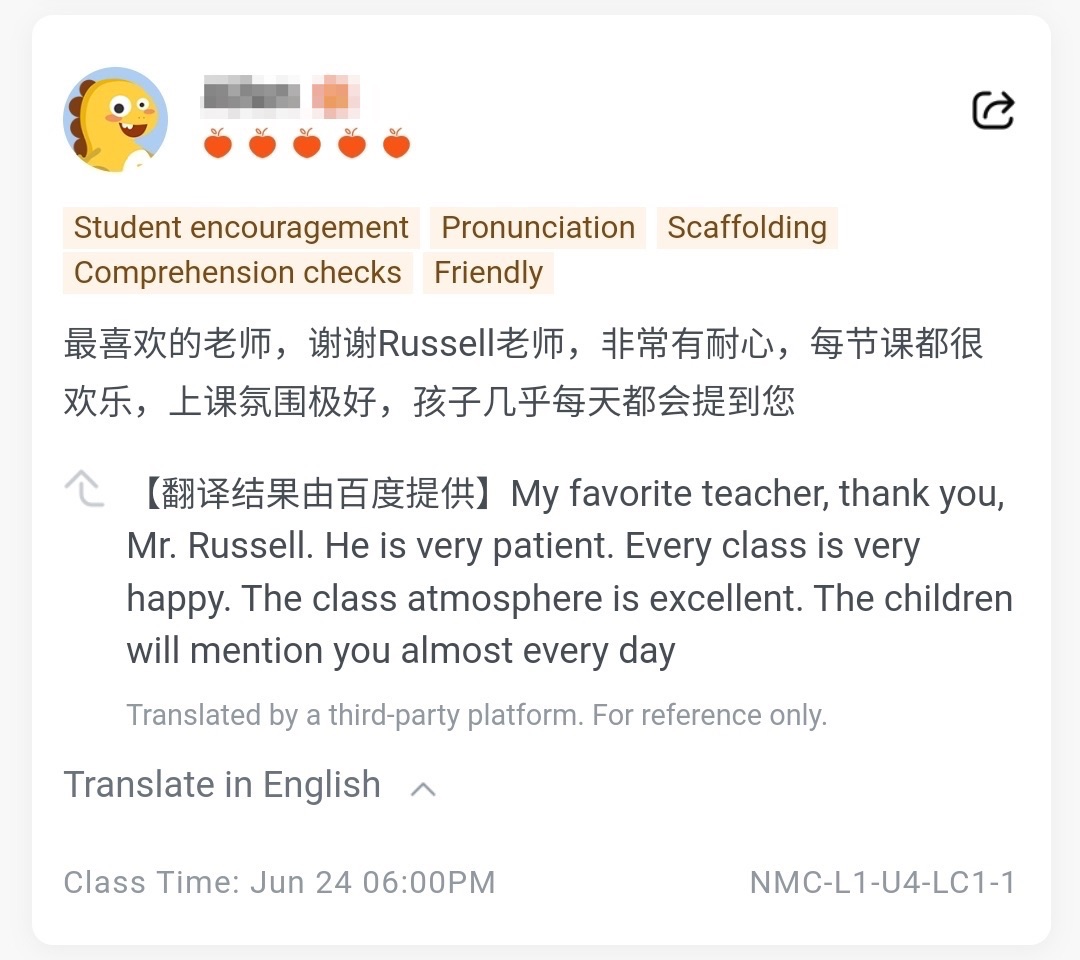 Student encouragement Pronunciation Scaffolding
Comprehension checks Friendly
最喜欢的老师，谢谢Russell老师，非常有耐心，每节课都很
欢乐，上课氛围极好，孩子几乎每天都会提到您
【翻译结果由百度提供】My favorite teacher, thank you,
Mr. Russell. He is very patient. Every class is very
happy. The class atmosphere is excellent. The children
will mention you almost every day
Translated by a third-party platform. For reference only.
Translate in English
Class Time: Jun 24 06:00PM NMC-L1-U4-LC1-1